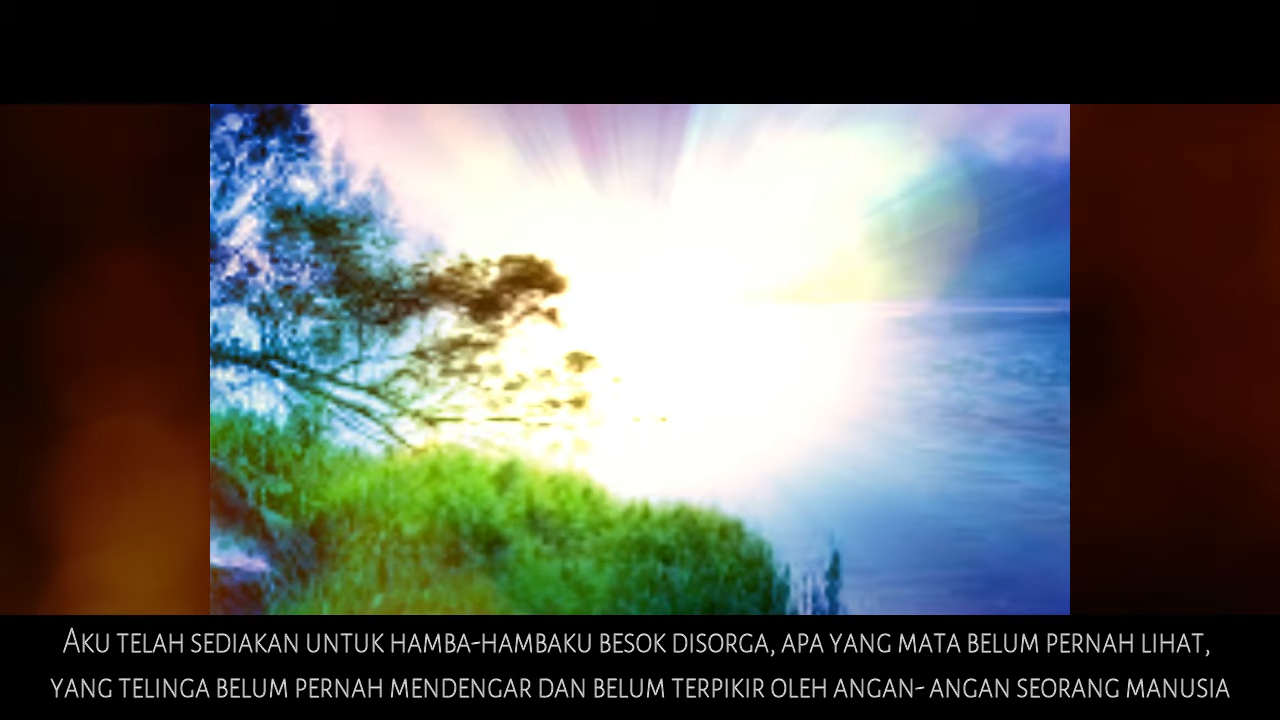 Aku telah sediakan untuk hamba-hambaku besok disorga, apa yang mata belum pernah lihat,
yang telinga belum pernah mendengar dan belum terpikir oleh angan- angan seorang manusia